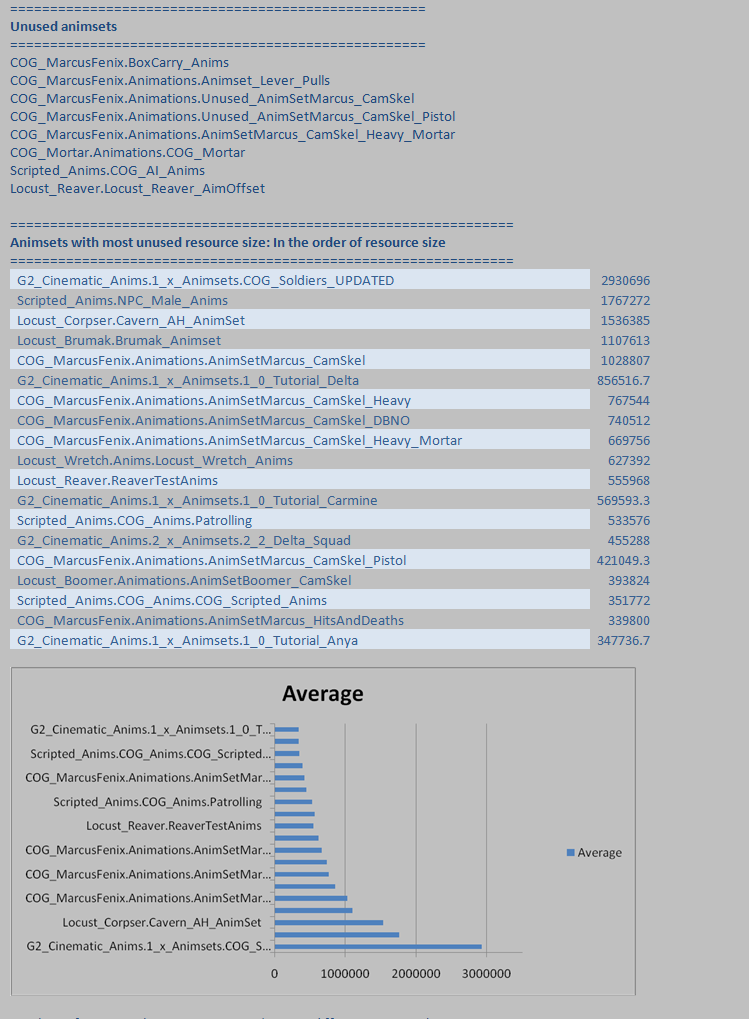 ====================================================
Unused animsets
====================================================
COG_MarcusFenix.BoxCarry_Anims
COG_MarcusFenix.Animations.Animset_Lever_Pulls
COG_MarcusFenix.Animations.Unused_AnimSetMarcus_CamSkel
COG_MarcusFenix.Animations.Unused_AnimSetMarcus_CamSkel_Pistol
COG_MarcusFenix.Animations.AnimSetMarcus_CamSkel_Heavy_Mortar
COG_Mortar.Animations.COG_Mortar
Scripted_Anims.COG_AI_Anims
Locust_Reaver.Locust_Reaver_AimOffset
===============================================================
Animsets with most unused resource size: In the order of resource size
===============================================================
G2_Cinematic_Anims.1_x_Animsets.COG_Soldiers_UPDATED 2930696
Scripted_Anims.NPC_Male_Anims 1767272
Locust_Corpser.Cavern_AH_AnimSet 1536385
Locust_Brumak.Brumak_Animset 1107613
COG_MarcusFenix.Animations.AnimSetMarcus_CamSkel 1028807
G2_Cinematic_Anims.1_x_Animsets.1_0_Tutorial_Delta 856516.7
COG_MarcusFenix.Animations.AnimSetMarcus_CamSkel_Heavy 767544
COG_MarcusFenix.Animations.AnimSetMarcus_CamSkel_DBNO 740512
COG_MarcusFenix.Animations.AnimSetMarcus_CamSkel_Heavy_Mortar 669756
Locust_Wretch.Anims.Locust_Wretch_Anims 627392
Locust_Reaver.ReaverTestAnims 555968
G2_Cinematic_Anims.1_x_Animsets.1_0_Tutorial_Carmine 569593.3
Scripted_Anims.COG_Anims.Patrolling 533576
G2_Cinematic_Anims.2_x_Animsets.2_2_Delta_Squad 455288
COG_MarcusFenix.Animations.AnimSetMarcus_CamSkel_Pistol 421049.3
Locust_Boomer.Animations.AnimSetBoomer_CamSkel 393824
Scripted_Anims.COG_Anims.COG_Scripted_Anims 351772
COG_MarcusFenix.Animations.AnimSetMarcus_HitsAndDeaths 339800
G2_Cinematic_Anims.1_x_Animsets.1_0_Tutorial_Anya 347736.7
Average
G2_Cinematic_Anims.1_x_Animsets.1_0_T...
Scripted_Anims.COG_Anims.COG_Scripted...
COG_MarcusFenix.Animations.AnimSetMar...
Scripted_Anims.COG_Anims.Patrolling
Locust_Reaver.ReaverTestAnims
COG_MarcusFenix.Animations.AnimSetMar...
COG_MarcusFenix.Animations.AnimSetMar...
COG_MarcusFenix.Animations.AnimSetMar...
Locust_Corpser.Cavern_AH_AnimSet
G2_Cinematic_Anims.1_x_Animsets.COG_S...
Average
0 1000000 2000000 3000000